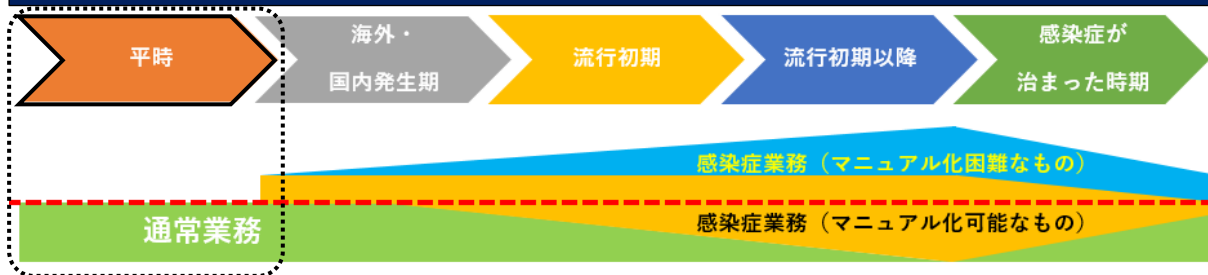 平時
海外・
国内発生期
流行初期
流行初期以降
感染症が
治まった時期
感染症業務（マニュアル化困難なもの）
通常業務
感染症業務（マニュアル化可能なもの）